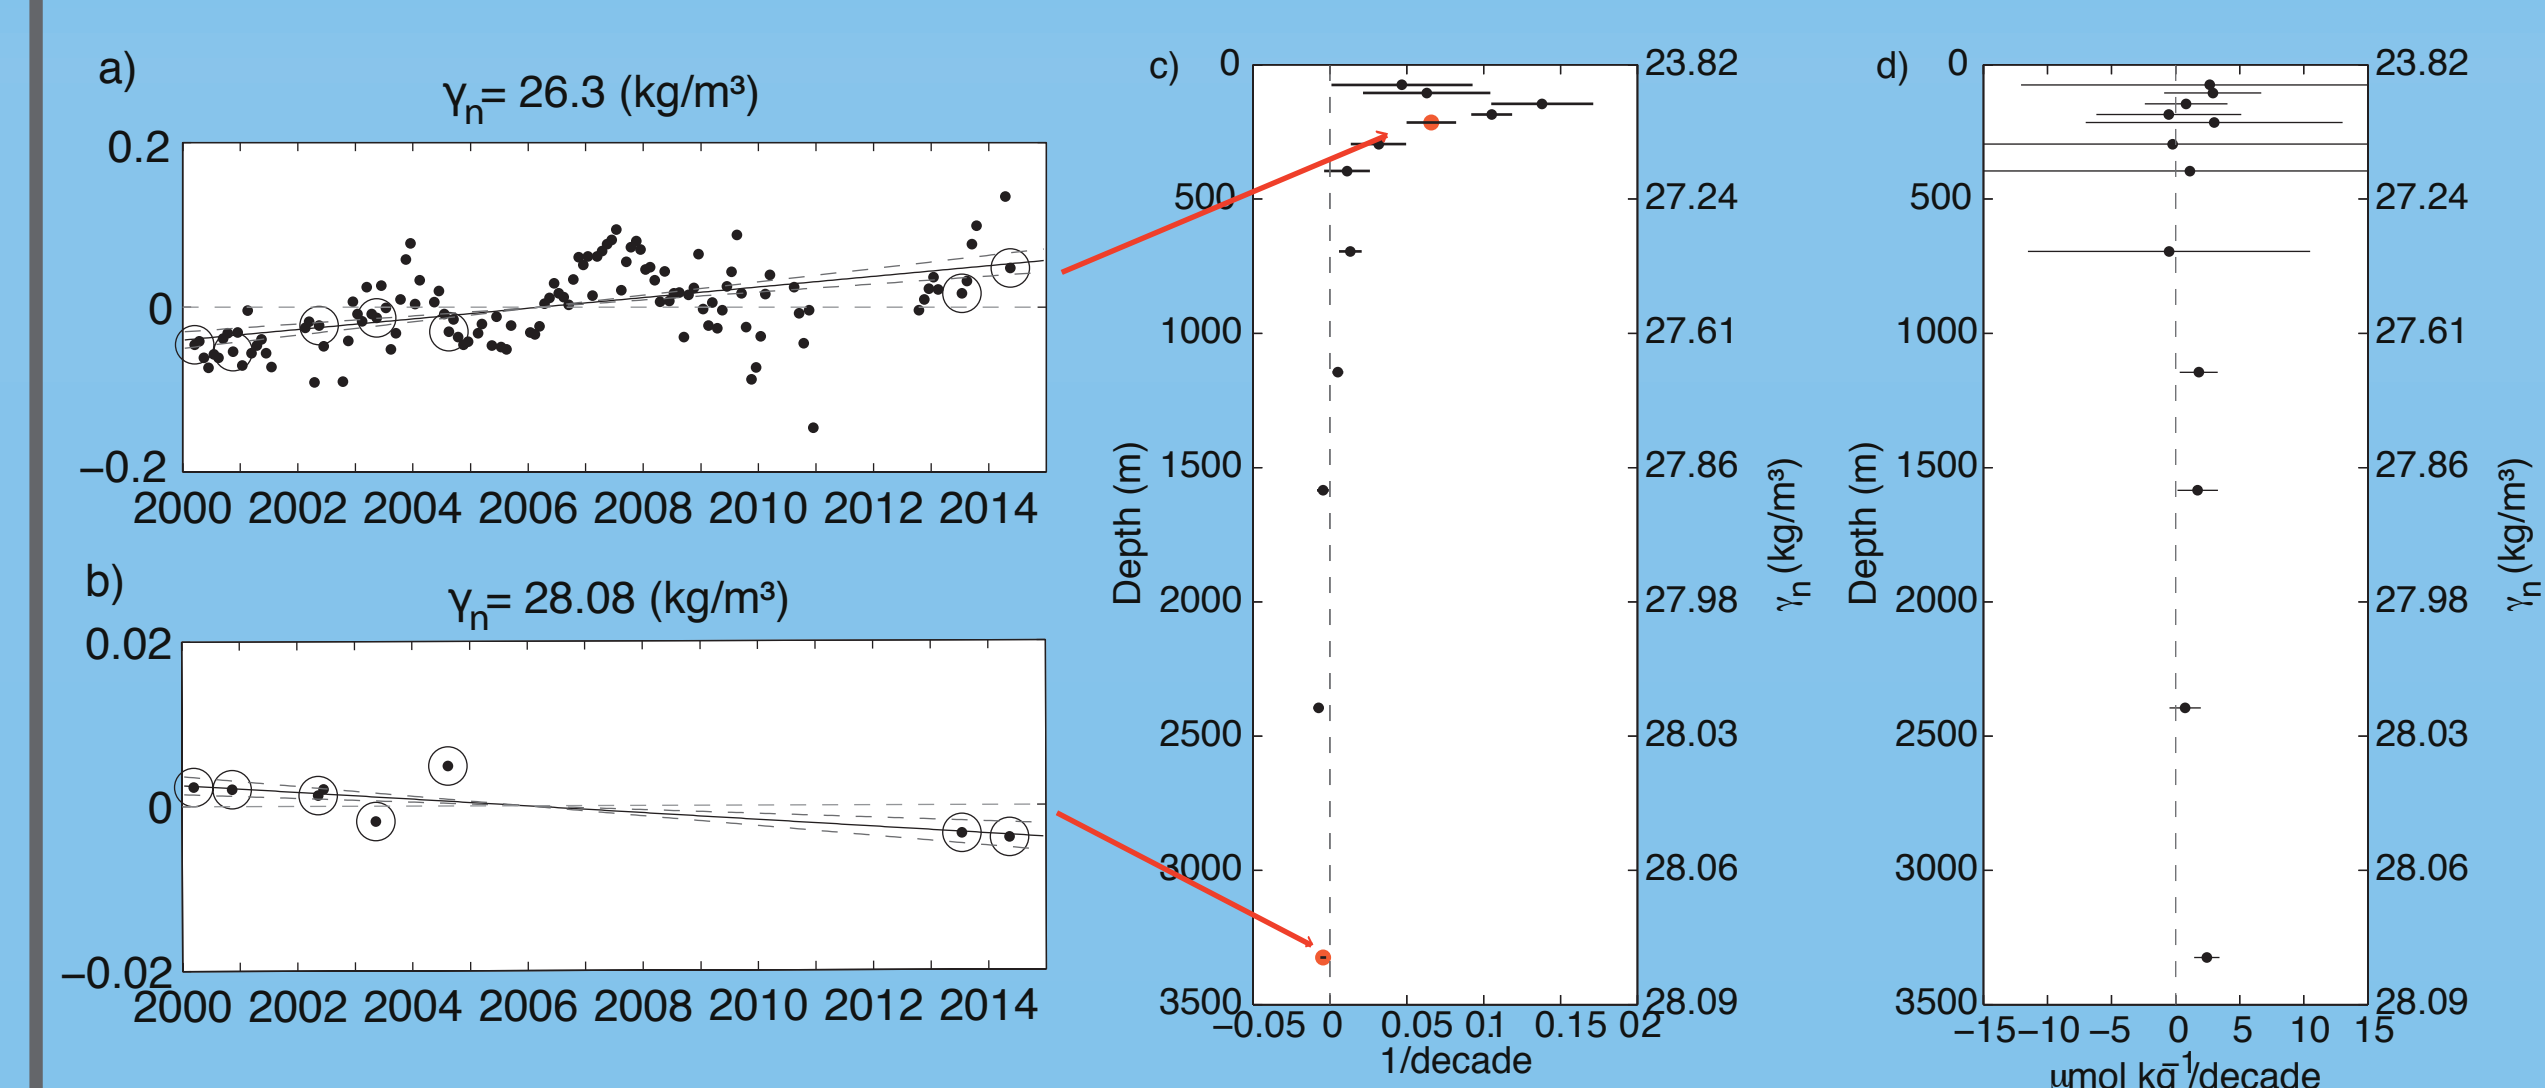 a)
γn= 26.3 (kg/m³)
0.2
0
−0.2
2000 2002 2004 2006 2008 2010 2012 2014
b)
γn= 28.08 (kg/m³)
0.02
0
−0.02
2000 2002 2004 2006 2008 2010 2012 2014
c)
0
500
1000
1500
2000
2500
3000
3500
Depth (m)
23.82
27.24
27.61
27.86
27.98
28.03
28.06
28.09
γn (kg/m³)
−0.05 0 0.05 0.1 0.15 02
1/decade
d)
0
500
1000
1500
2000
2500
3000
3500
Depth (m)
23.82
27.24
27.61
27.86
27.98
28.03
28.06
28.09
γn (kg/m³)
−15 −10 −5 0 5 10 15
μmol kg−1/decade